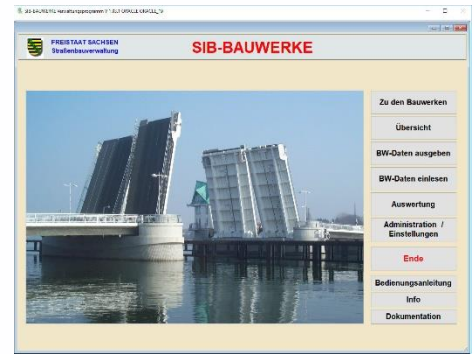 FREISTAAT SACHSEN
Straßenbauverwaltung
SIB-BAUWERKE
Zu den Bauwerken
Übersicht
BW-Daten ausgeben
BW-Daten einlesen
Auswertung
Administration /
Einstellungen
Ende
Bedienungsanleitung
Info
Dokumentation